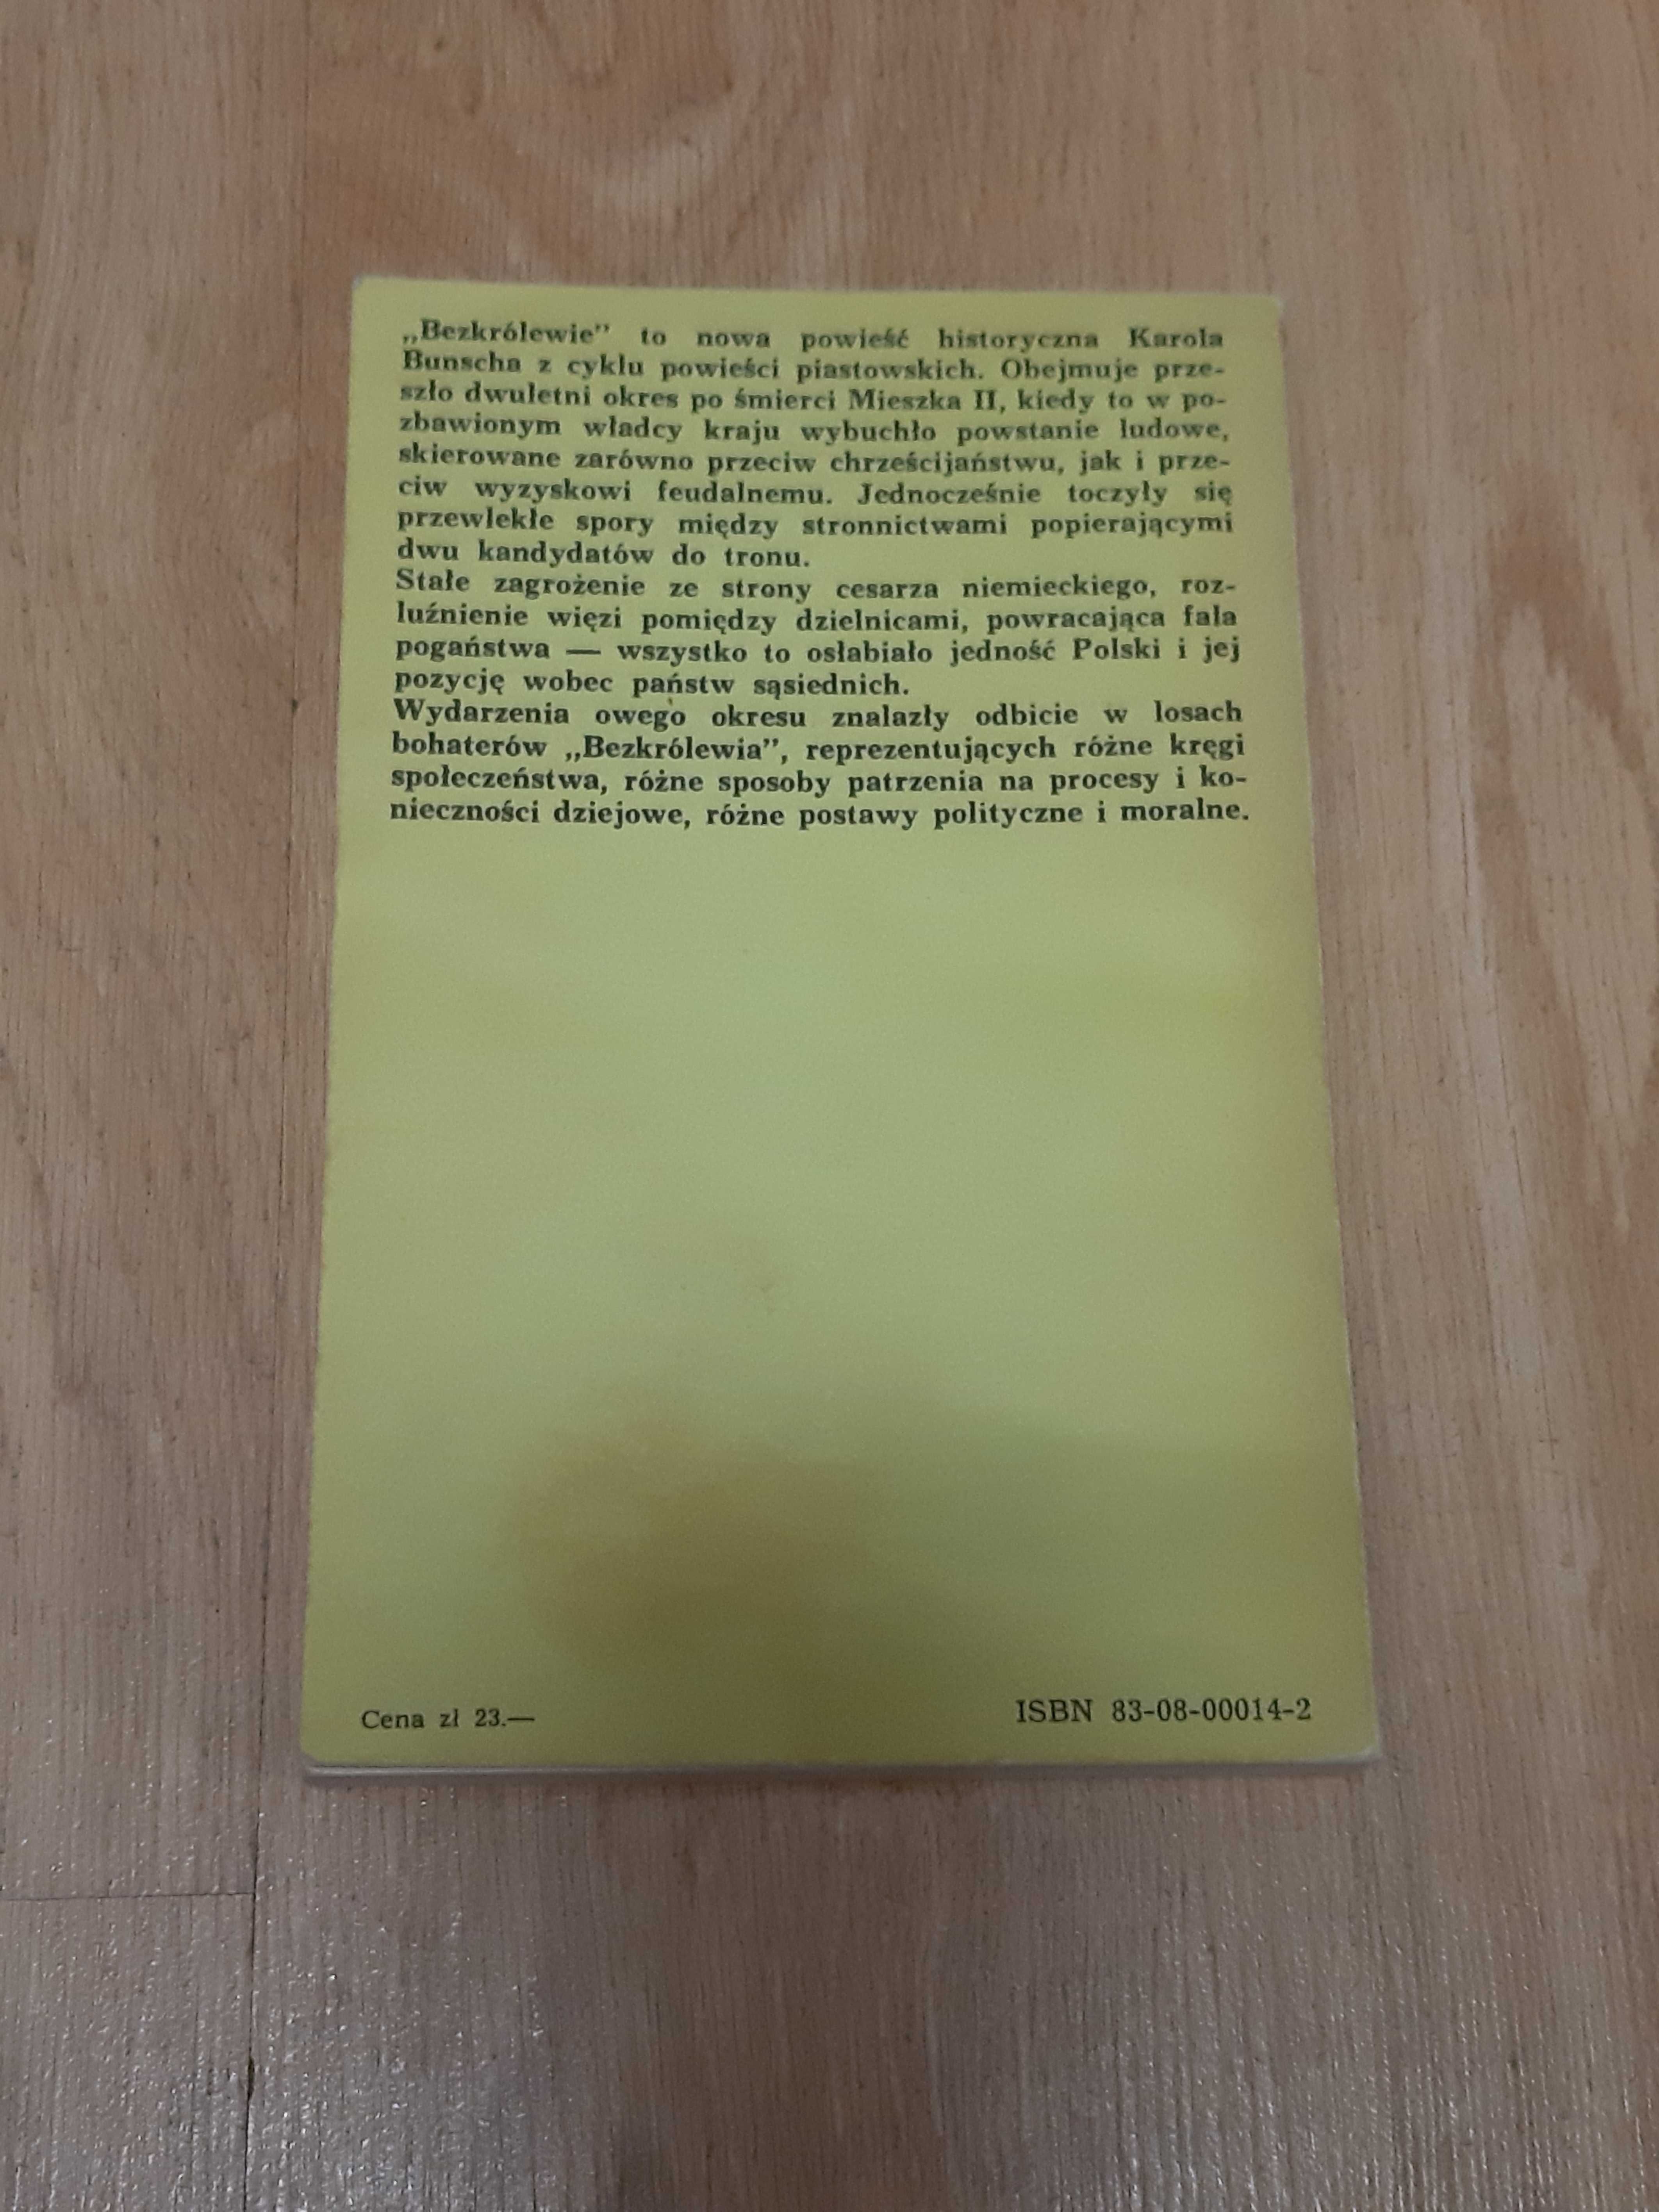 „Bezkrólewie” to nowa powieść historyczna Karola
Bunscha z cyklu powieści piastowskich. Obejmuje prze-
szło dwuletni okres po śmierci Mieszka II, kiedy to w po-
zbawionym władcy kraju wybuchło powstanie ludowe,
skierowane zarówno przeciw chrześcijaństwu, jak i prze-
ciw wyzyskowi feudalnemu. Jednocześnie toczyły się
przewlekłe spory między stronnictwami popierającymi
dwu kandydatów do tronu.
Stałe zagrożenie ze strony cesarza niemieckiego, roz-
luźnienie więzi pomiędzy dzielnicami, powracająca fala
pogaństwa — wszystko to osłabiało jedność Polski i jej
pozycję wobec państw sąsiednich.
Wydarzenia owego okresu znalazły odbicie w losach
bohaterów „Bezkrólewia”, reprezentujących różne kręgi
społeczeństwa, różne sposoby patrzenia na procesy i ko-
nieczności dziejowe, różne postawy polityczne i moralne.
Cena zł 23.—
ISBN 83-08-00014-2